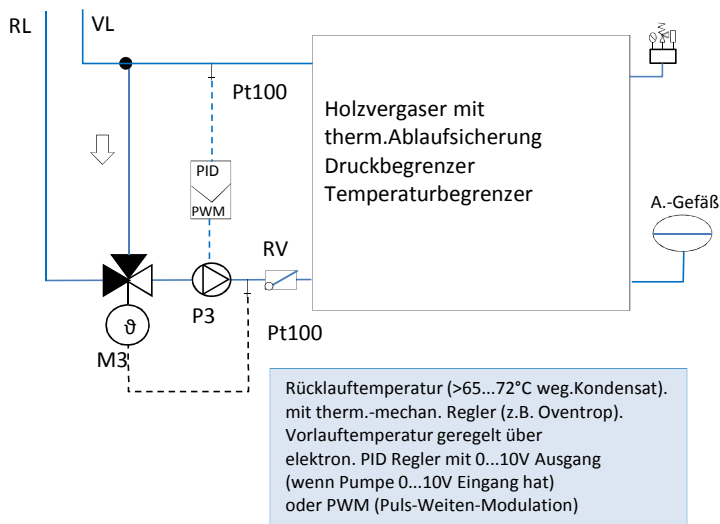 RL
VL
Pt100
Holzvergaser mit
therm.Ablaufsicherung
Druckbegrenzer
Temperaturbegrenzer
PID
PWM
A.-Gefäß
RV
P3
ϑ
M3
Pt100
Rücklauftemperatur (>65...72°C weg.Kondensat).
mit therm.-mechan. Regler (z.B. Oventrop).
Vorlauftemperatur geregelt über
elektron. PID Regler mit 0...10V Ausgang
(wenn Pumpe 0...10V Eingang hat)
oder PWM (Puls-Weiten-Modulation)